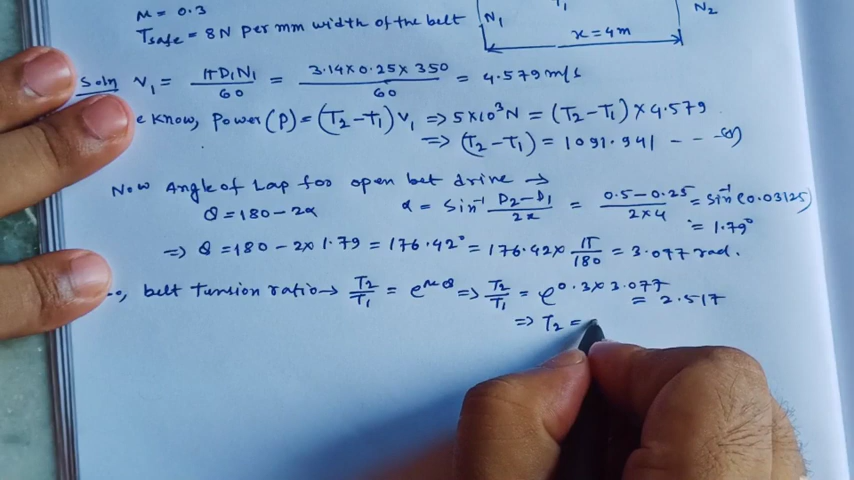 μ = 0.3
T safe = 8N per mm width of the belt
N₁
T₁
N₂
x = 4m
Soln V₁ = πD₁N₁/60 = 3.14×0.25×350/60 = 4.579 m/s
e know, power (P) = (T₂-T₁) V₁ ⇒ 5×10³N = (T₂-T₁)×4.579
⇒ (T₂-T₁) = 1091.941 - - -
Now Angle of Lap foo open bet drive →
θ = 180-2α α = Sin⁻¹ D₂-D₁/2x = 0.5-0.25/2×4 = Sin⁻¹(0.03125)
= 1.79°
⇒ θ = 180-2×1.79 = 176.42° = 176.42× π/180 = 3.077 rad.
, belt Tension ratio→ T₂/T₁ = e^μθ ⇒ T₂/T₁ = e^0.3×3.077
= 2.517
⇒ T₂ =